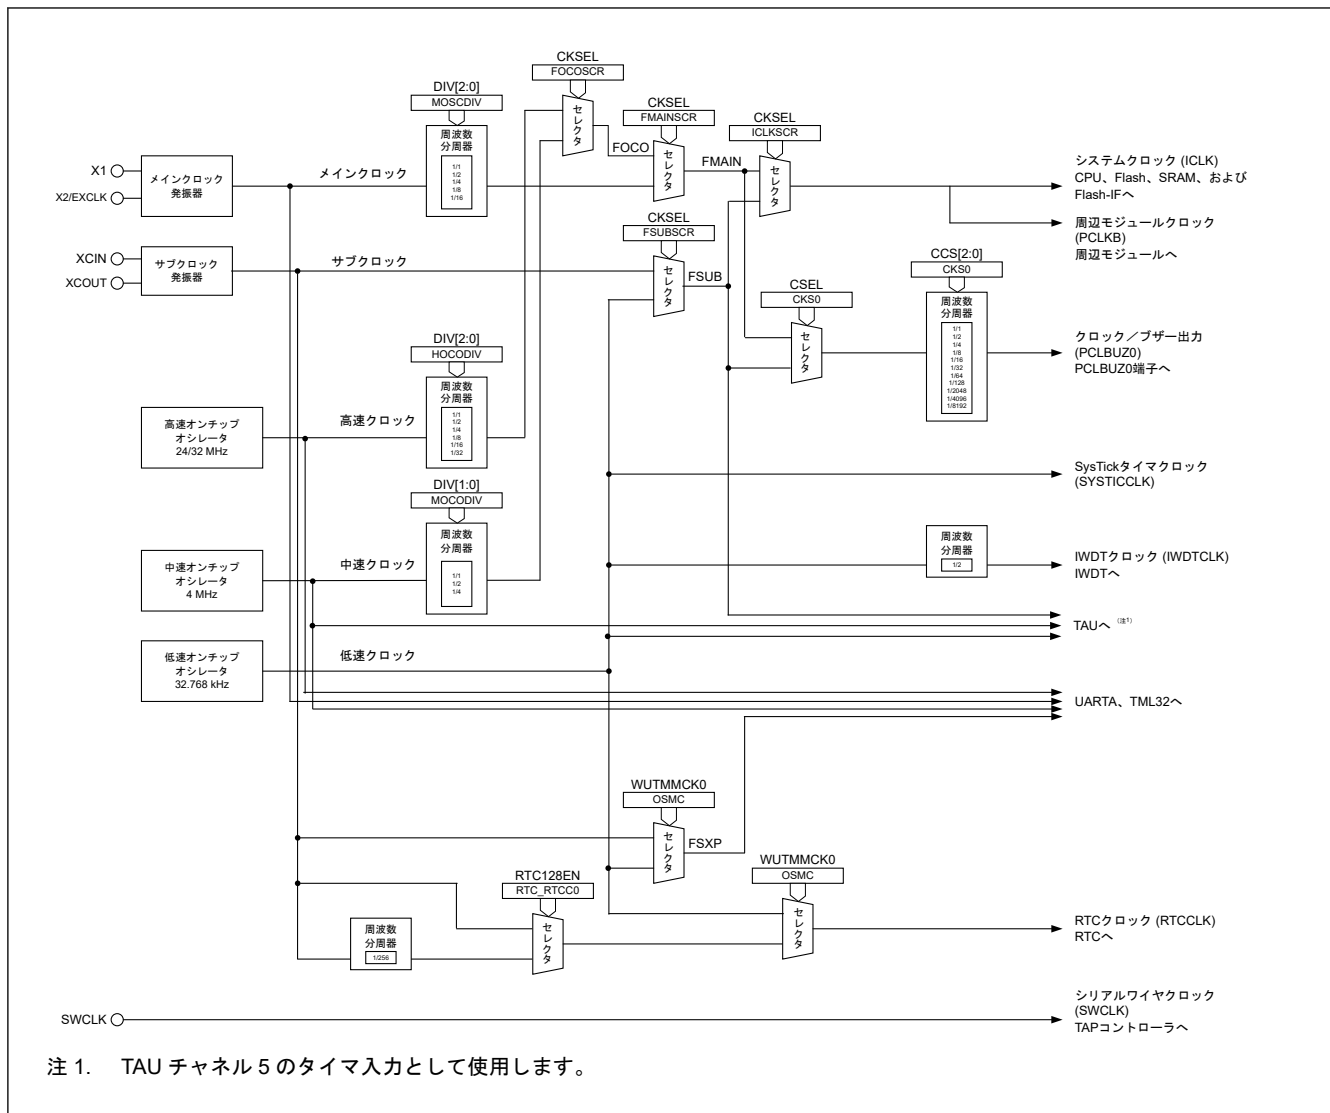 CKSEL
FOCOSCR
セレクタ
DIV[2:0]
MOSCDIV
周波数
分周器
1/1
1/2
1/4
1/8
1/16
CKSEL
FMAINSCR
セレクタ
CKSEL
ICLKSCR
セレクタ
FOCO
FMAIN
X1
X2/EXCLK
メインクロック
発振器
メインクロック
システムクロック (ICLK)
CPU、Flash、SRAM、および
Flash-IFへ
周辺モジュールクロック
(PCLKB)
周辺モジュールへ
XCIN
XCOUT
サブクロック
発振器
サブクロック
CKSEL
FSUBSCR
セレクタ
FSUB
CSEL
CKS0
セレクタ
CCS[2:0]
CKS0
周波数
分周器
1/1
1/2
1/4
1/8
1/16
1/32
1/64
1/128
1/2048
1/4096
1/8192
クロック／ブザー出力
(PCLBUZ0)
PCLBUZ0端子へ
DIV[2:0]
HOCODIV
周波数
分周器
1/1
1/2
1/4
1/8
1/16
1/32
高速オンチップ
オシレータ
24/32 MHz
高速クロック
SysTickタイマクロック
(SYSTICCLK)
DIV[1:0]
MOCODIV
周波数
分周器
1/1
1/2
1/4
中速オンチップ
オシレータ
4 MHz
中速クロック
周波数
分周器
1/2
IWDTクロック (IWDTCLK)
IWDTへ
TAUへ (注1)
低速オンチップ
オシレータ
32.768 kHz
低速クロック
UARTA、TML32へ
WUTMMCK0
OSMC
セレクタ
FSXP
RTC128EN
RTC_RTCC0
セレクタ
WUTMMCK0
OSMC
セレクタ
周波数
分周器
1/256
RTCクロック (RTCCLK)
RTCへ
SWCLK
シリアルワイヤクロック
(SWCLK)
TAPコントローラへ
注 1. TAU チャネル 5 のタイマ入力として使用します。